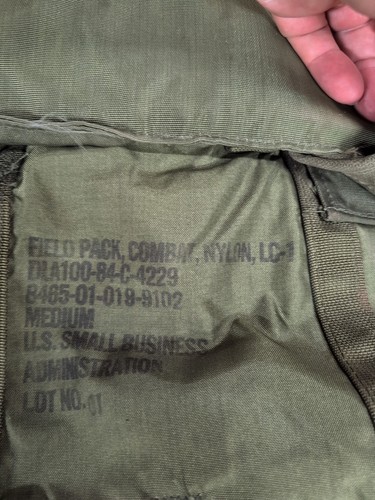 FIELD PACK, COMBAT, NYLON, LC-1
DLA100-84-C-4229
8465-01-019-9102
MEDIUM
U.S. SMALL BUSINESS
ADMINISTRATION
LOT NO. 01